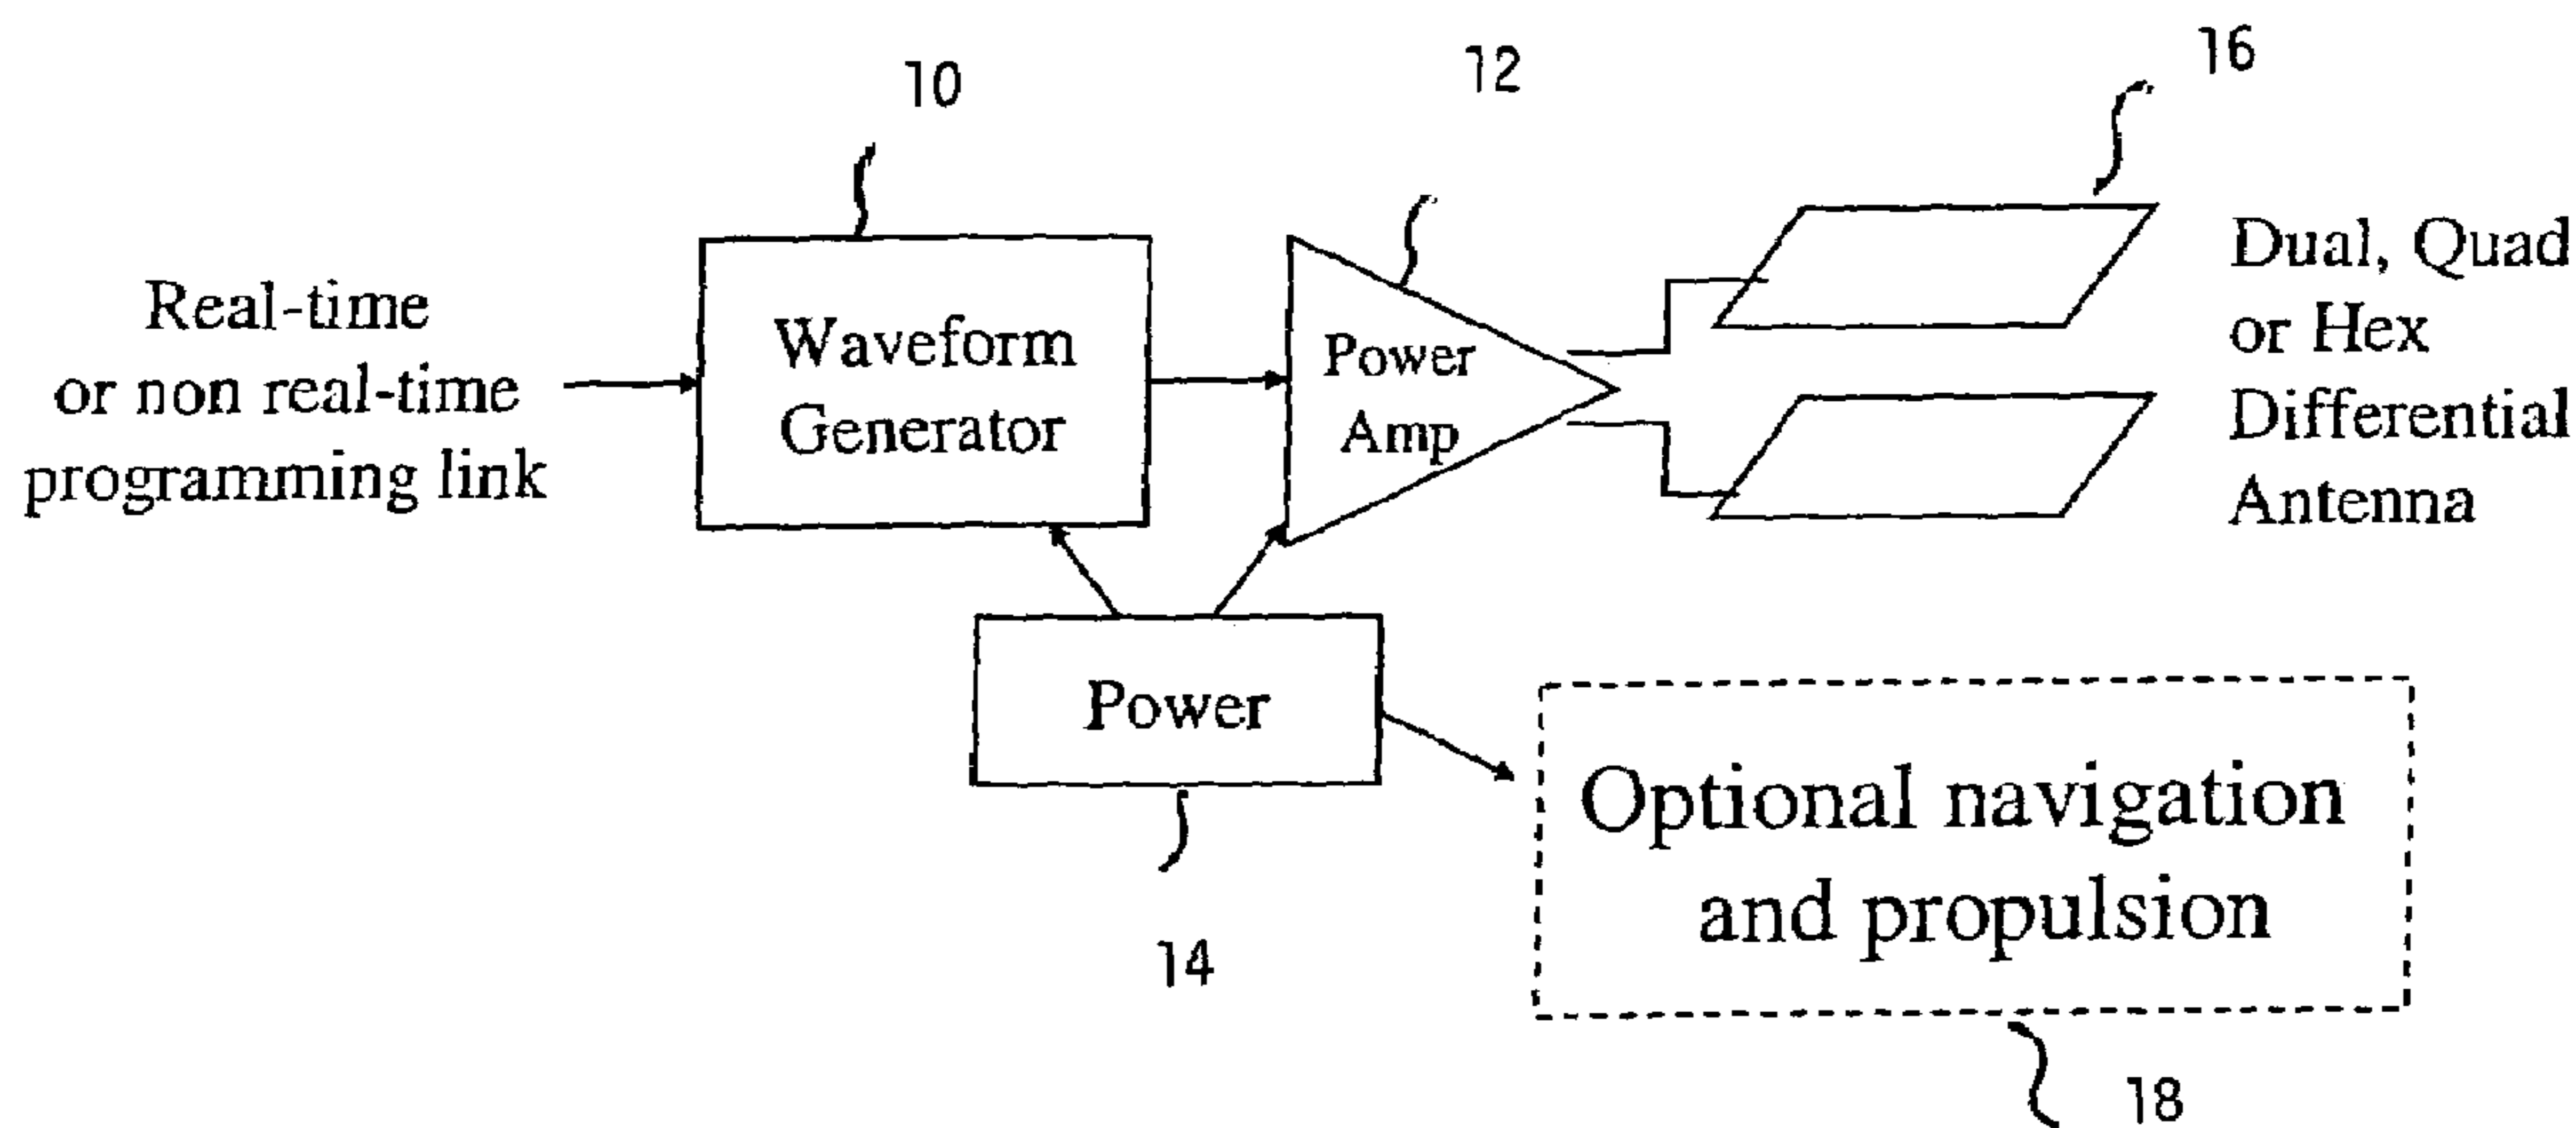 10
12
16
Real-time
or non real-time
programming link
Waveform
Generator
Power
Amp
Dual, Quad
or Hex
Differential
Antenna
Power
14
Optional navigation
and propulsion
18